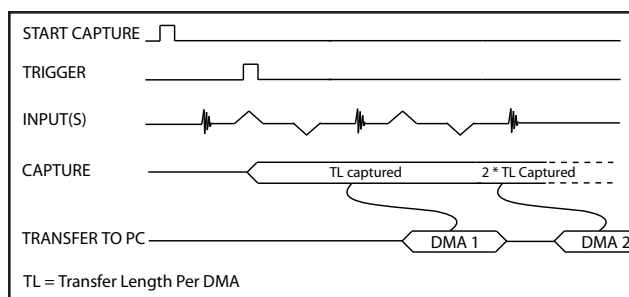 START CAPTURE
TRIGGER
INPUT(S)
CAPTURE
TL captured
2 * TL Captured
TRANSFER TO PC
DMA 1
DMA 2
TL = Transfer Length Per DMA